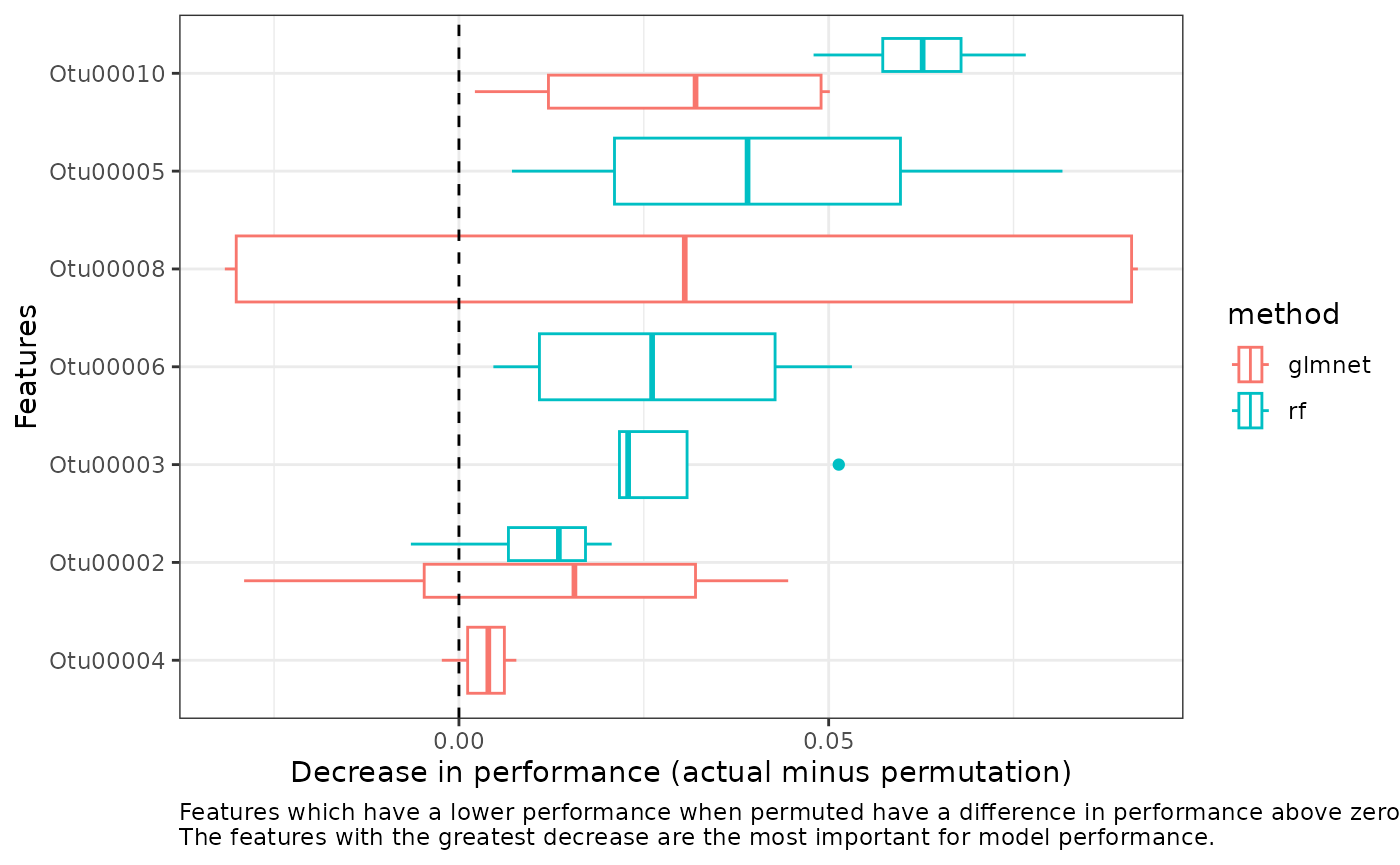 Otu00010
Otu00005
Otu00008
Otu00006
Otu00003
Otu00002
Otu00004
Features
0.00
0.05
Decrease in performance (actual minus permutation)
method
glmnet
rf
Features which have a lower performance when permuted have a difference in performance above zero
The features with the greatest decrease are the most important for model performance.